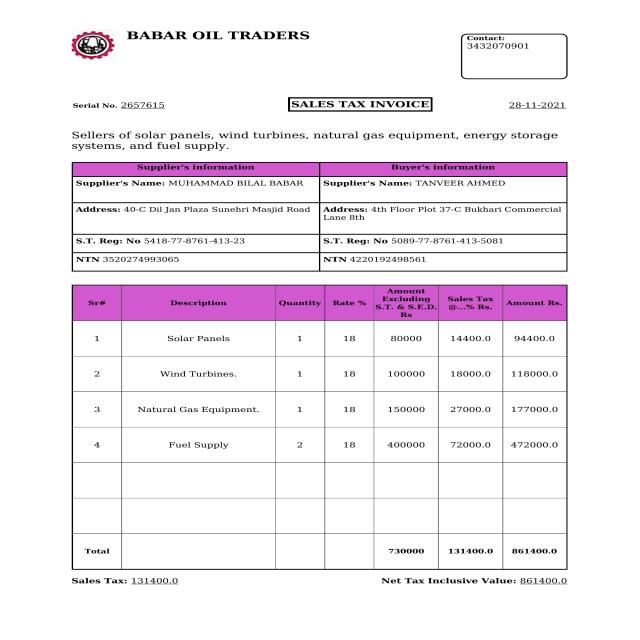 BABAR OIL TRADERS
Contact:
3432070901
Serial No. 2657615
SALES TAX INVOICE
28-11-2021
Sellers of solar panels, wind turbines, natural gas equipment, energy storage
systems, and fuel supply.
Supplier's information Buyer's information
Supplier's Name: MUHAMMAD BILAL BABAR Supplier's Name: TANVEER AHMED
Address: 40-C Dil Jan Plaza Sunehri Masjid Road Address: 4th Floor Plot 37-C Bukhari Commercial
Lane 8th
S.T. Reg: No 5418-77-8761-413-23 S.T. Reg: No 5089-77-8761-413-5081
NTN 3520274993065 NTN 4220192498561
Sr# Description Quantity Rate % Amount Excluding S.T. & S.E.D. Rs Sales Tax @...% Rs. Amount Rs.
1 Solar Panels 1 18 80000 14400.0 94400.0
2 Wind Turbines. 1 18 100000 18000.0 118000.0
3 Natural Gas Equipment. 1 18 150000 27000.0 177000.0
4 Fuel Supply 2 18 400000 72000.0 472000.0
Total 730000 131400.0 861400.0
Sales Tax: 131400.0 Net Tax Inclusive Value: 861400.0